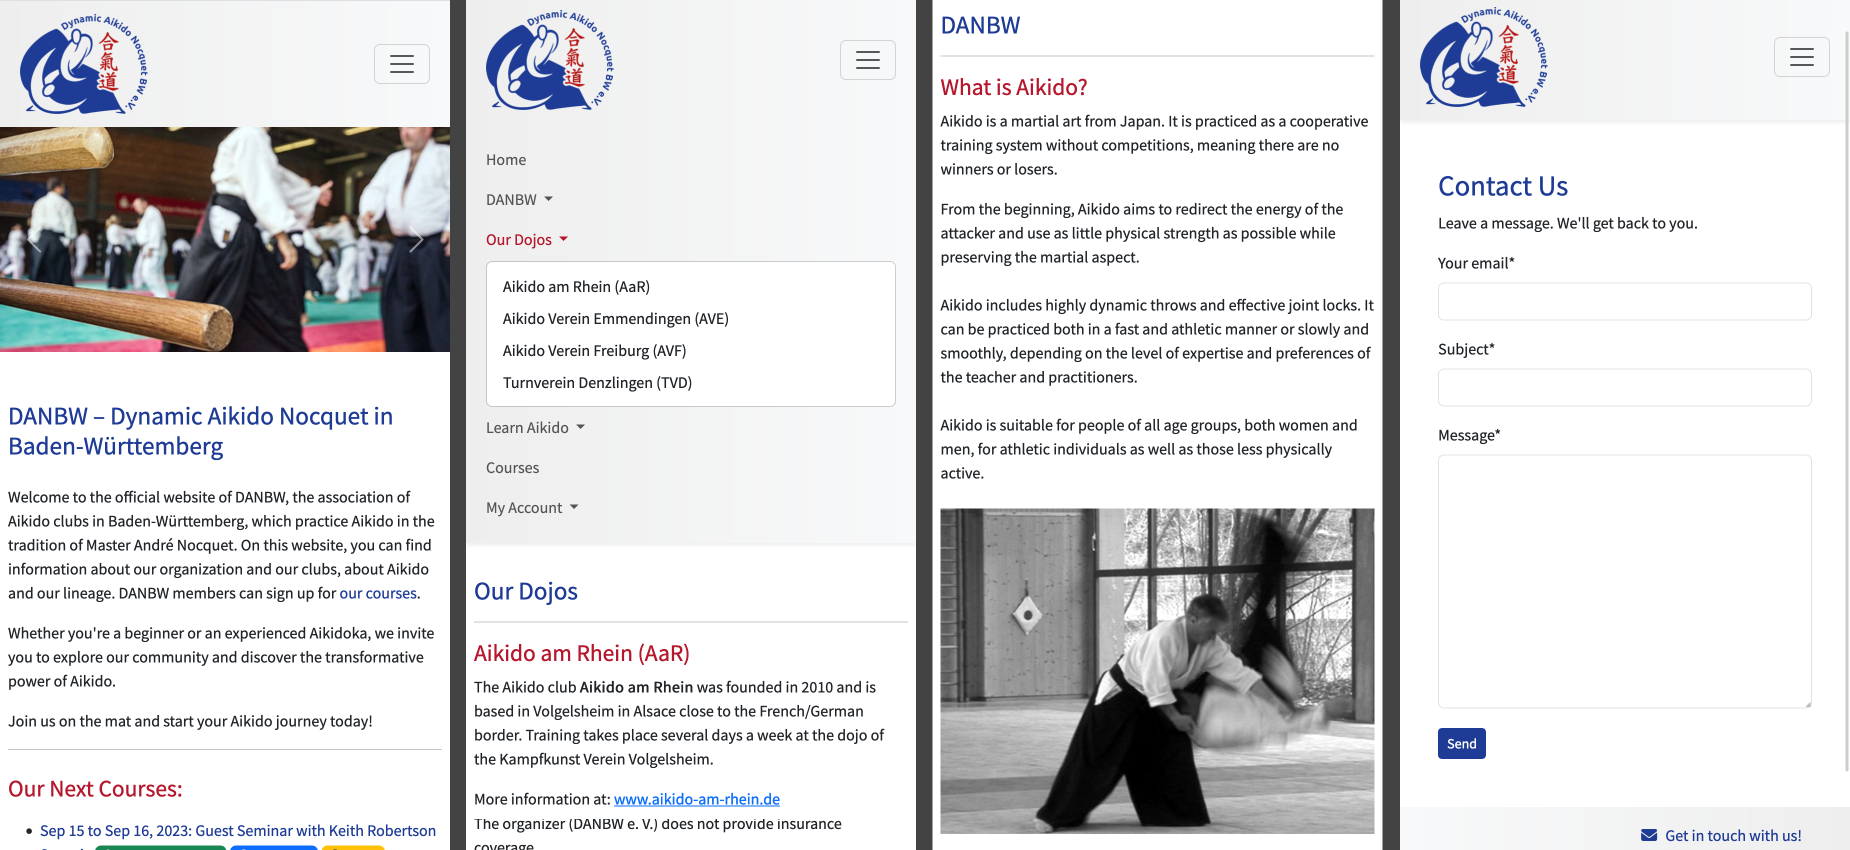 Dynamic Aikido Nocquet BW e.V.
合氣道
DANBW – Dynamic Aikido Nocquet in
Baden-Württemberg
Welcome to the official website of DANBW, the association of
Aikido clubs in Baden-Württemberg, which practice Aikido in the
tradition of Master André Nocquet. On this website, you can find
information about our organization and our clubs, about Aikido
and our lineage. DANBW members can sign up for our courses.
Whether you're a beginner or an experienced Aikidoka, we invite
you to explore our community and discover the transformative
power of Aikido.
Join us on the mat and start your Aikido journey today!
Our Next Courses:
• Sep 15 to Sep 16, 2023: Guest Seminar with Keith Robertson
Dynamic Aikido Nocquet BW e.V.
合氣道
Home
DANBW
Our Dojos
Aikido am Rhein (AaR)
Aikido Verein Emmendingen (AVE)
Aikido Verein Freiburg (AVF)
Turnverein Denzlingen (TVD)
Learn Aikido
Courses
My Account
Our Dojos
Aikido am Rhein (AaR)
The Aikido club Aikido am Rhein was founded in 2010 and is
based in Volgelsheim in Alsace close to the French/German
border. Training takes place several days a week at the dojo of
the Kampfkunst Verein Volgelsheim.
More information at: www.aikido-am-rhein.de
The organizer (DANBW e. V.) does not provide insurance
coverage
DANBW
What is Aikido?
Aikido is a martial art from Japan. It is practiced as a cooperative
training system without competitions, meaning there are no
winners or losers.
From the beginning, Aikido aims to redirect the energy of the
attacker and use as little physical strength as possible while
preserving the martial aspect.
Aikido includes highly dynamic throws and effective joint locks. It
can be practiced both in a fast and athletic manner or slowly and
smoothly, depending on the level of expertise and preferences of
the teacher and practitioners.
Aikido is suitable for people of all age groups, both women and
men, for athletic individuals as well as those less physically
active.
Dynamic Aikido Nocquet BW e.V.
合氣道
Contact Us
Leave a message. We'll get back to you.
Your email*
Subject*
Message*
Send
Get in touch with us!